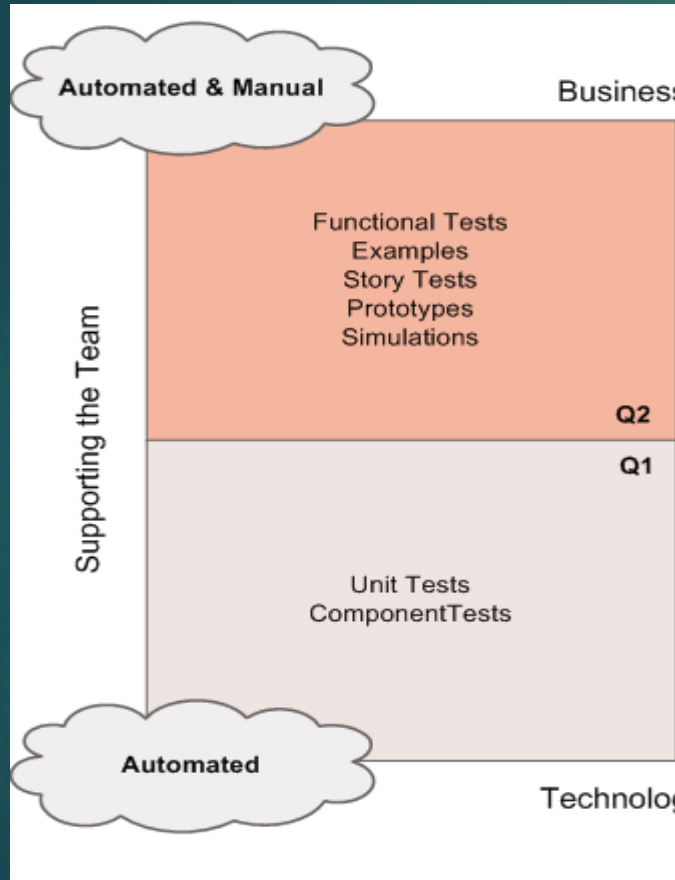 Automated & Manual
Business
Functional Tests
Examples
Story Tests
Prototypes
Simulations
Supporting the Team
Q2
Q1
Unit Tests
ComponentTests
Automated
Technolog